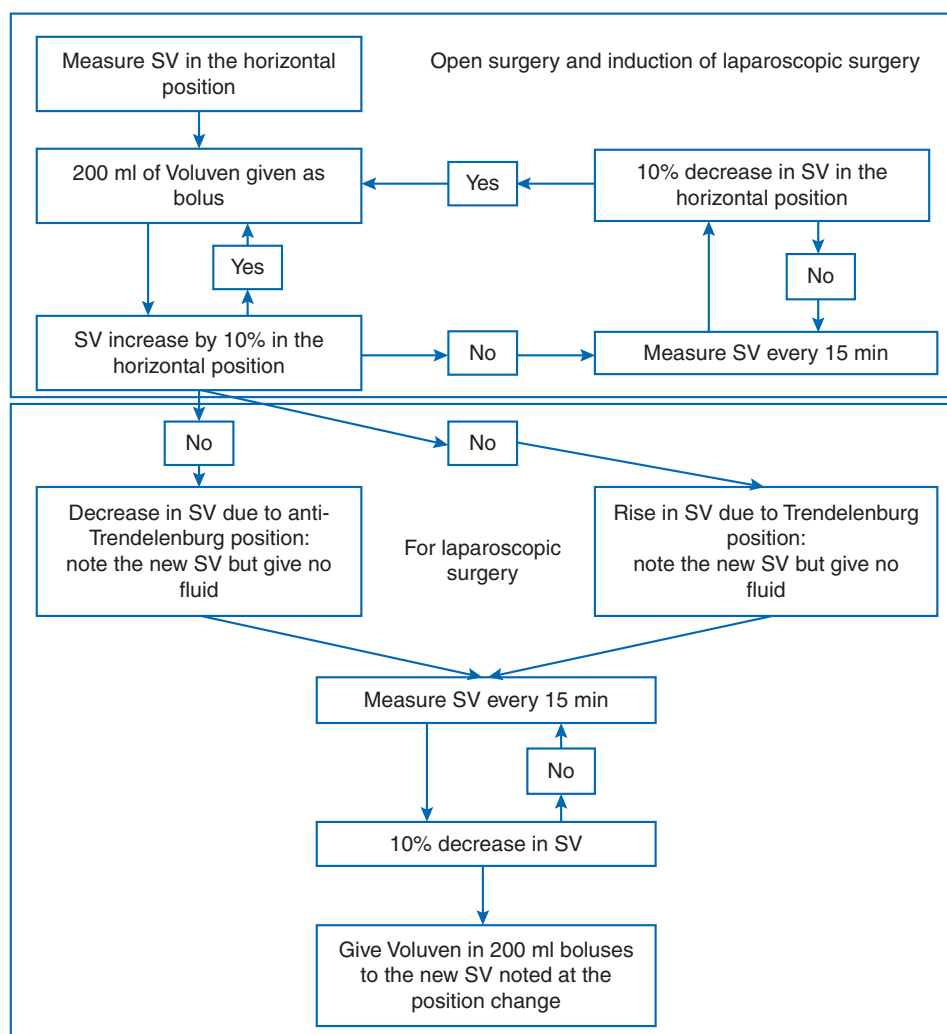 Measure SV in the horizontal
position
Open surgery and induction of laparoscopic surgery
200 ml of Voluven given as
bolus
Yes
10% decrease in SV in the
horizontal position
Yes
No
SV increase by 10% in the
horizontal position
No
Measure SV every 15 min
No
No
Decrease in SV due to anti-
Trendelenburg position:
note the new SV but give no
fluid
For laparoscopic
surgery
Rise in SV due to Trendelenburg
position:
note the new SV but give no
fluid
Measure SV every 15 min
No
10% decrease in SV
Give Voluven in 200 ml boluses
to the new SV noted at the
position change